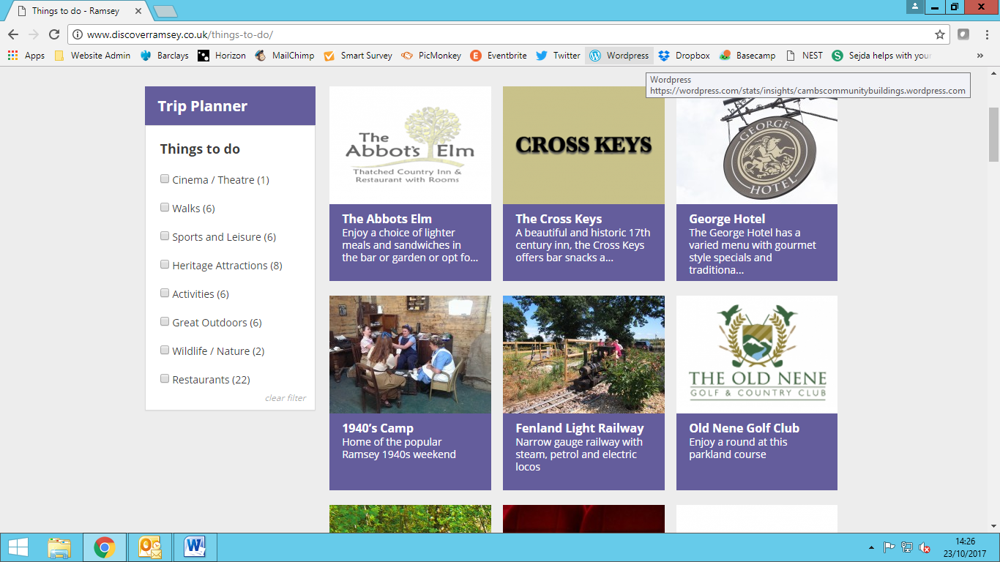 Things to do - Ramsey
www.discoverramsey.co.uk/things-to-do/
Apps Website Admin Barclays Horizon MailChimp Smart Survey PicMonkey Eventbrite Twitter Wordpress Dropbox Basecamp NEST Sejda helps with your
Wordpress
https://wordpress.com/stats/insights/cambscommunitybuildings.wordpress.com
Trip Planner
Things to do
Cinema / Theatre (1)
Walks (6)
Sports and Leisure (6)
Heritage Attractions (8)
Activities (6)
Great Outdoors (6)
Wildlife / Nature (2)
Restaurants (22)
clear filter
The
Abbot's Elm
Thatched Country Inn &
Restaurant with Rooms
The Abbots Elm
Enjoy a choice of lighter
meals and sandwiches in
the bar or garden or opt fo...
CROSS KEYS
The Cross Keys
A beautiful and historic 17th
century inn, the Cross Keys
offers bar snacks a...
GEORGE
HOTEL
George Hotel
The George Hotel has a
varied menu with gourmet
style specials and
traditiona...
1940's Camp
Home of the popular
Ramsey 1940s weekend
Fenland Light Railway
Narrow gauge railway with
steam, petrol and electric
locos
THE OLD NENE
GOLF & COUNTRY CLUB
Old Nene Golf Club
Enjoy a round at this
parkland course
14:26
23/10/2017